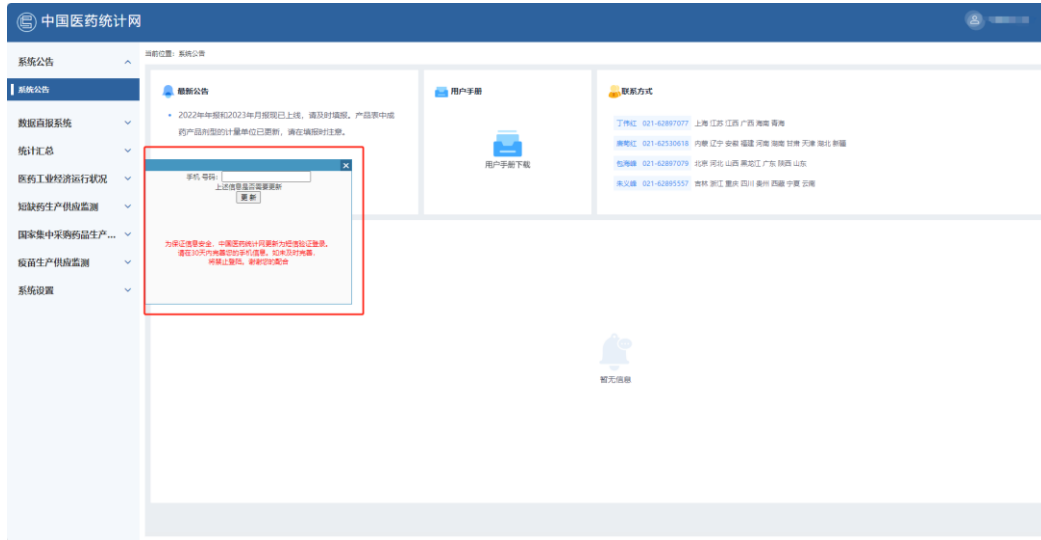 中国医药统计网
系统公告
系统公告
数据直报系统
统计汇总
医药工业经济运行状况
短缺药生产供应监测
国家集中采购药品生产...
疫苗生产供应监测
系统设置
当前位置：系统公告
最新公告
• 2022年年报和2023年月报现已上线，请及时填报。产品表中成
药产品剂型的计量单位已更新，请在填报时注意。
用户手册
用户手册下载
联系方式
丁伟红 021-62897077 上海 江苏 江西 广西 海南 青海
021-62530618 内蒙 辽宁 安徽 福建 河南 湖南 甘肃 天津 湖北 新疆
包海峰 021-62897079 北京 河北 山西 黑龙江 广东 陕西 山东
朱义峰 021-62895557 吉林 浙江 重庆 四川 贵州 西藏 宁夏 云南
手机 号码:
上述信息是否需要更新
更 新
为保证信息安全，中国医药统计网更新为短信验证登录。
请在30天内完善您的手机信息。如未及时完善，
将禁止登陆。谢谢您的配合
暂无信息